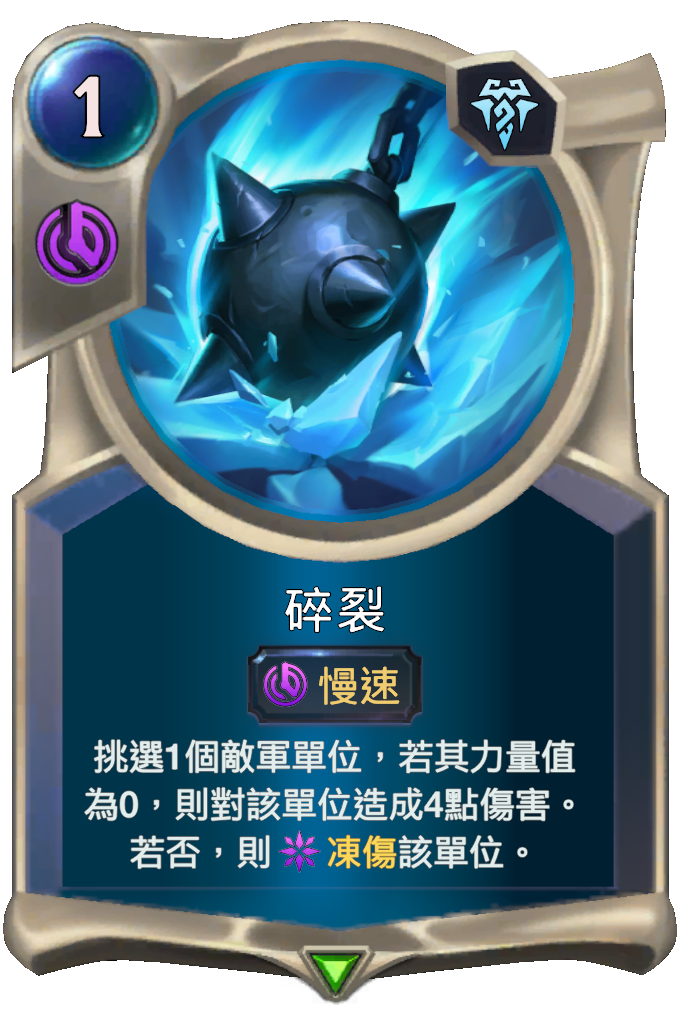 1
碎裂
慢速
挑選1個敵軍單位，若其力量值
為0，則對該單位造成4點傷害。
若否，則凍傷該單位。